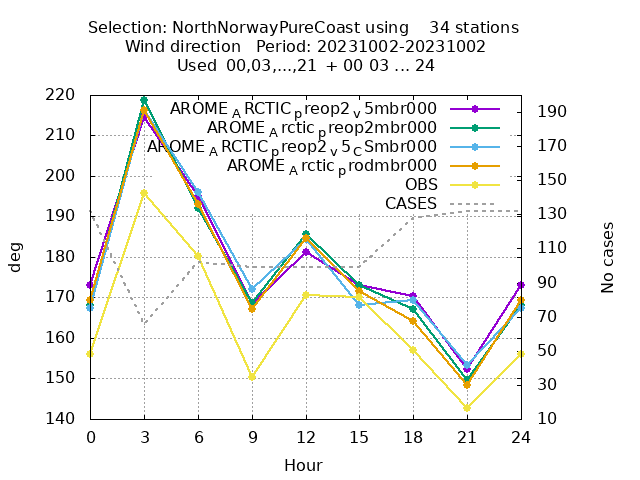 Selection: NorthNorwayPureCoast using 34 stations
Wind direction Period: 20231002-20231002
Used 00,03,...,21 + 00 03 ... 24
AROME_ARCTIC_preop2_v5mbr000
AROME_Arctic_preop2mbr000
AROME_ARCTIC_preop2_v5_CSmbr000
AROME_Arctic_prodmbr000
OBS
CASES
220
210
200
190
180
170
160
150
140
deg
190
170
150
130
110
90
70
50
30
10
No cases
0 3 6 9 12 15 18 21 24
Hour